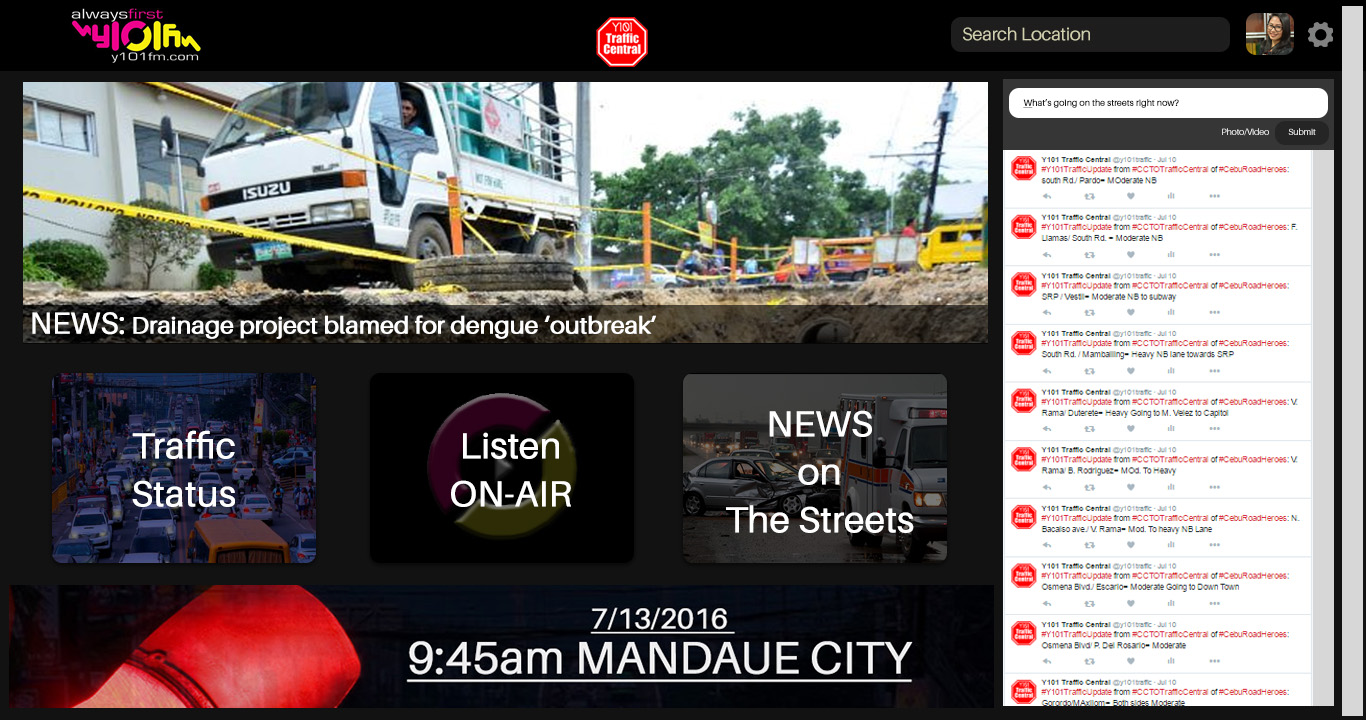 alwaysfirst
y101fm
y101fm.com
Y101
Traffic
Central
Search Location
ISUZU
NEWS: Drainage project blamed for dengue ‘outbreak’
Traffic
Status
Listen
ON-AIR
NEWS
on
The Streets
7/13/2016
9:45am MANDAUE CITY
What's going on the streets right now?
Photo/Video Submit
Y101 Traffic Central @y101traffic · Jul 10
#Y101TrafficUpdate from #CCTOTrafficCentral of #CebuRoadHeroes:
south Rd./ Pardo= MOderate NB
Y101 Traffic Central @y101traffic · Jul 10
#Y101TrafficUpdate from #CCTOTrafficCentral of #CebuRoadHeroes: F.
Llamas/ South Rd. = Moderate NB
Y101 Traffic Central @y101traffic · Jul 10
#Y101TrafficUpdate from #CCTOTrafficCentral of #CebuRoadHeroes:
SRP / Vestil= Moderate NB to subway
Y101 Traffic Central @y101traffic · Jul 10
#Y101TrafficUpdate from #CCTOTrafficCentral of #CebuRoadHeroes:
South Rd. / Mambaling= Heavy NB lane towards SRP
Y101 Traffic Central @y101traffic · Jul 10
#Y101TrafficUpdate from #CCTOTrafficCentral of #CebuRoadHeroes: V.
Rama/ Duterete= Heavy Going to M. Velez to Capitol
Y101 Traffic Central @y101traffic · Jul 10
#Y101TrafficUpdate from #CCTOTrafficCentral of #CebuRoadHeroes: V.
Rama/ B. Rodriguez= MOd. To Heavy
Y101 Traffic Central @y101traffic · Jul 10
#Y101TrafficUpdate from #CCTOTrafficCentral of #CebuRoadHeroes: N.
Bacalso ave./ V. Rama= Mod. To heavy NB Lane
Y101 Traffic Central @y101traffic · Jul 10
#Y101TrafficUpdate from #CCTOTrafficCentral of #CebuRoadHeroes:
Osmena Blvd./ Escario= Moderate Going to Down Town
Y101 Traffic Central @y101traffic · Jul 10
#Y101TrafficUpdate from #CCTOTrafficCentral of #CebuRoadHeroes:
Osmena Blvd/ P. Del Rosario= Moderate
Y101 Traffic Central @y101traffic · Jul 10
#Y101TrafficUpdate from #CCTOTrafficCentral of #CebuRoadHeroes:
Gorordo/MAxilom= Both sides Moderate